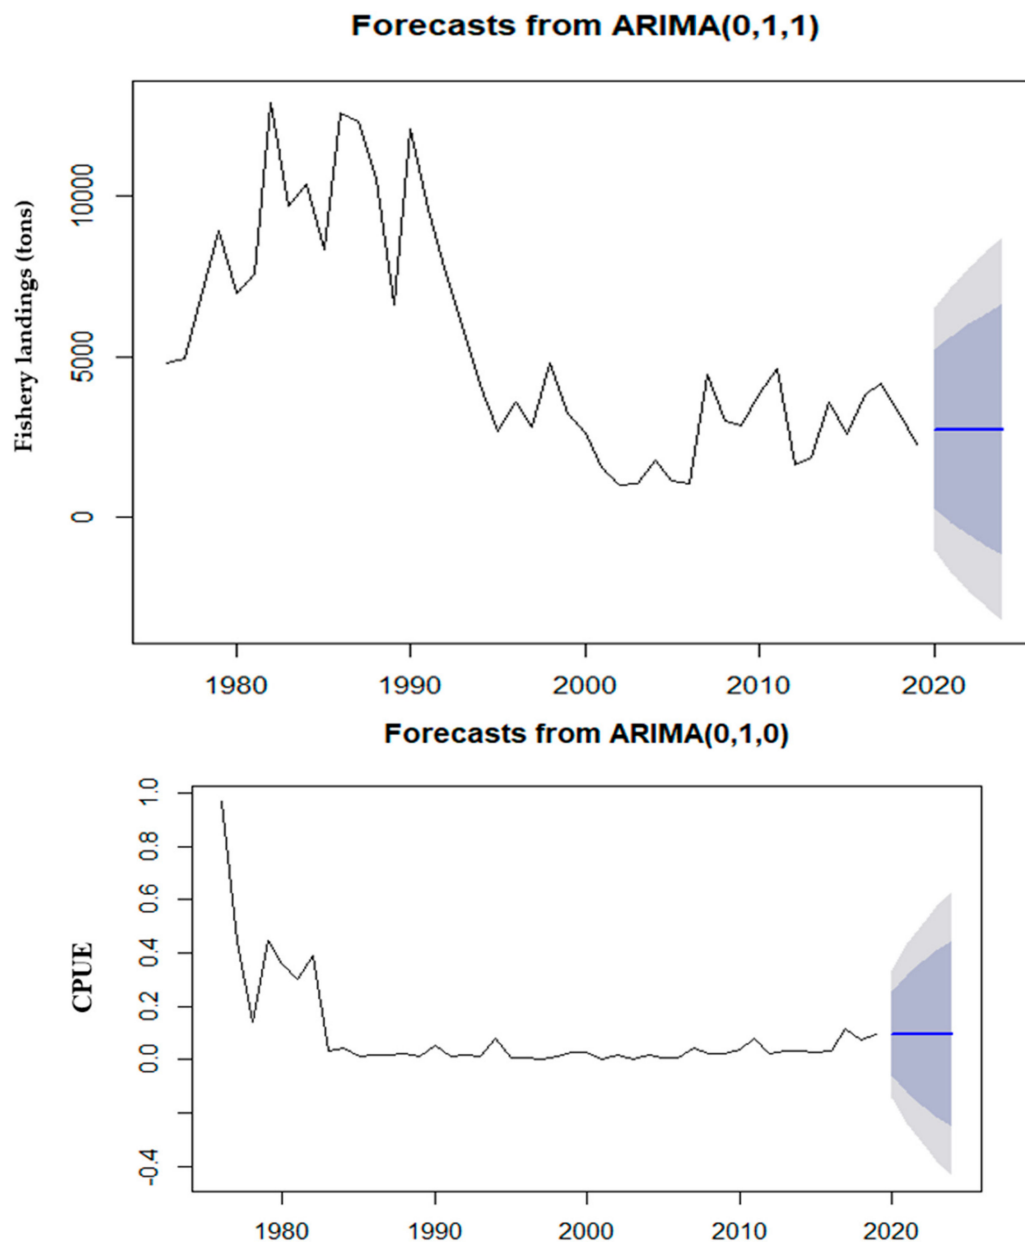 Forecasts from ARIMA(0,1,1)
Fishery landings (tons)
10000
5000
0
1980 1990 2000 2010 2020
Forecasts from ARIMA(0,1,0)
CPUE
1.0
0.8
0.6
0.4
0.2
0.0
-0.4
1980 1990 2000 2010 2020